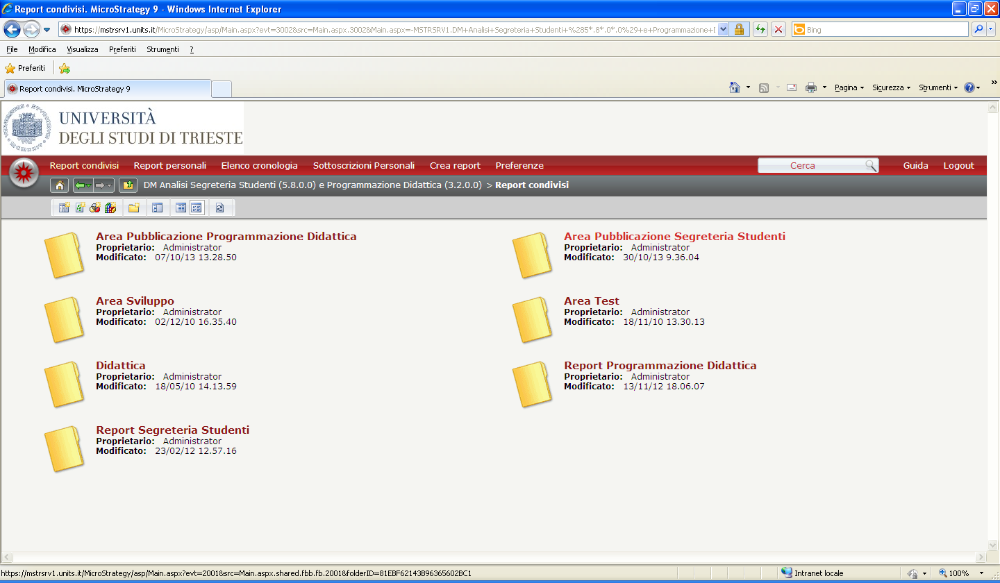 Report condivisi. MicroStrategy 9 - Windows Internet Explorer
https://mstrsrv1.units.it/MicroStrategy/asp/Main.aspx?evt=3002&src=Main.aspx.3002&Main.aspx=-MSTRSRV1.DM+Analisi+Segreteria+Studenti+%285*.8*.0*.0%29+e+Programmazione+D
Bing
File Modifica Visualizza Preferiti Strumenti ?
Preferiti
Report condivisi. MicroStrategy 9
Pagina Sicurezza Strumenti
UNIVERSITÀ
DEGLI STUDI DI TRIESTE
Report condivisi Report personali Elenco cronologia Sottoscrizioni Personali Crea report Preferenze Cerca Guida Logout
DM Analisi Segreteria Studenti (5.8.0.0) e Programmazione Didattica (3.2.0.0) > Report condivisi
Area Pubblicazione Programmazione Didattica
Proprietario: Administrator
Modificato: 07/10/13 13.28.50
Area Pubblicazione Segreteria Studenti
Proprietario: Administrator
Modificato: 30/10/13 9.36.04
Area Sviluppo
Proprietario: Administrator
Modificato: 02/12/10 16.35.40
Area Test
Proprietario: Administrator
Modificato: 18/11/10 13.30.13
Didattica
Proprietario: Administrator
Modificato: 18/05/10 14.13.59
Report Programmazione Didattica
Proprietario: Administrator
Modificato: 13/11/12 18.06.07
Report Segreteria Studenti
Proprietario: Administrator
Modificato: 23/02/12 12.57.16
https://mstrsrv1.units.it/MicroStrategy/asp/Main.aspx?evt=2001&src=Main.aspx.shared.fbb.fb.2001&folderID=81EBF62143B96365602BC1
Intranet locale
100%